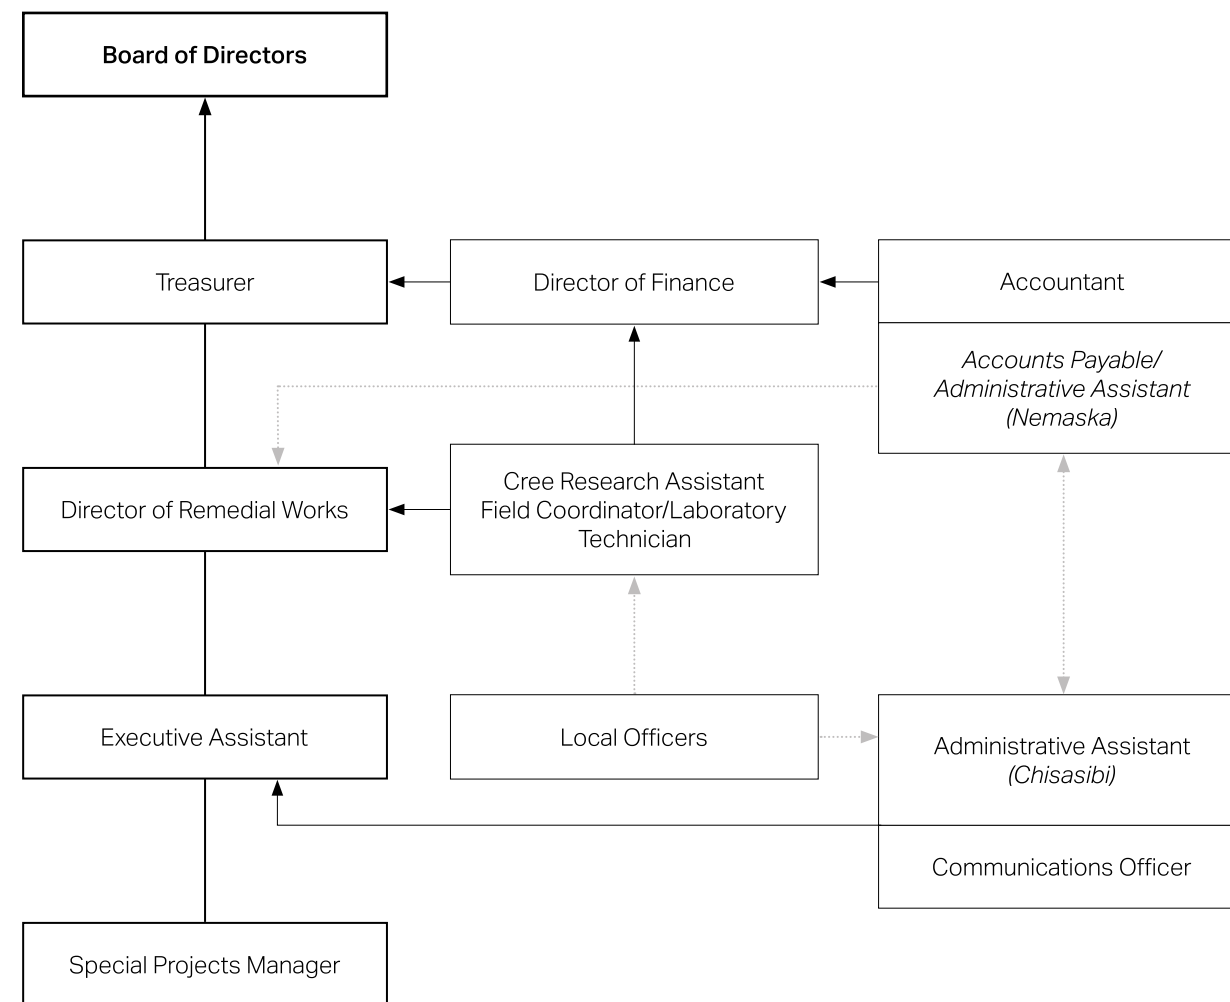 Board of Directors
Treasurer
Director of Finance
Accountant
Accounts Payable/
Administrative Assistant
(Nemaska)
Director of Remedial Works
Cree Research Assistant
Field Coordinator/Laboratory
Technician
Executive Assistant
Local Officers
Administrative Assistant
(Chisasibi)
Communications Officer
Special Projects Manager